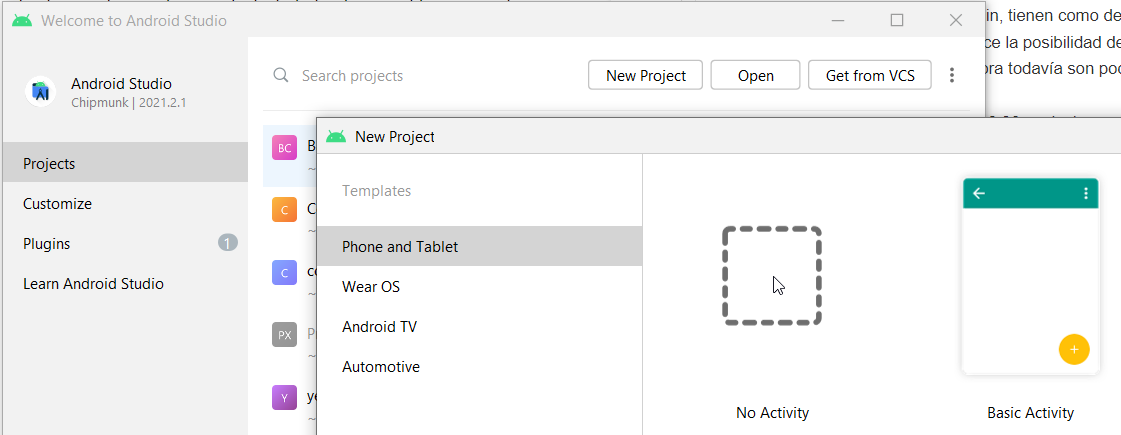 Welcome to Android Studio
Android Studio
Chipmunk | 2021.2.1
Projects
Customize
Plugins
1
Learn Android Studio
Search projects
New Project
Open
Get from VCS
BC
B
~
C
C
~
C
~
PX
P
~
Y
ye
~
New Project
Templates
Phone and Tablet
Wear OS
Android TV
Automotive
No Activity
Basic Activity
in, tienen como de
ce la posibilidad de
ora todavía son poc